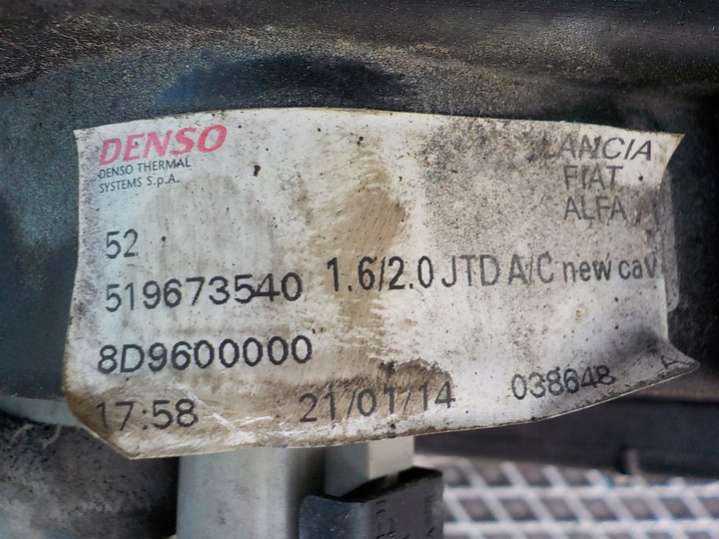 DENSO
DENSO THERMAL
SYSTEMS S.p.A.
LANCIA
FIAT
ALFA
52
519673540 1.6/2.0 JTD A/C new cav
8D9600000
17:58 21/01/14 038648